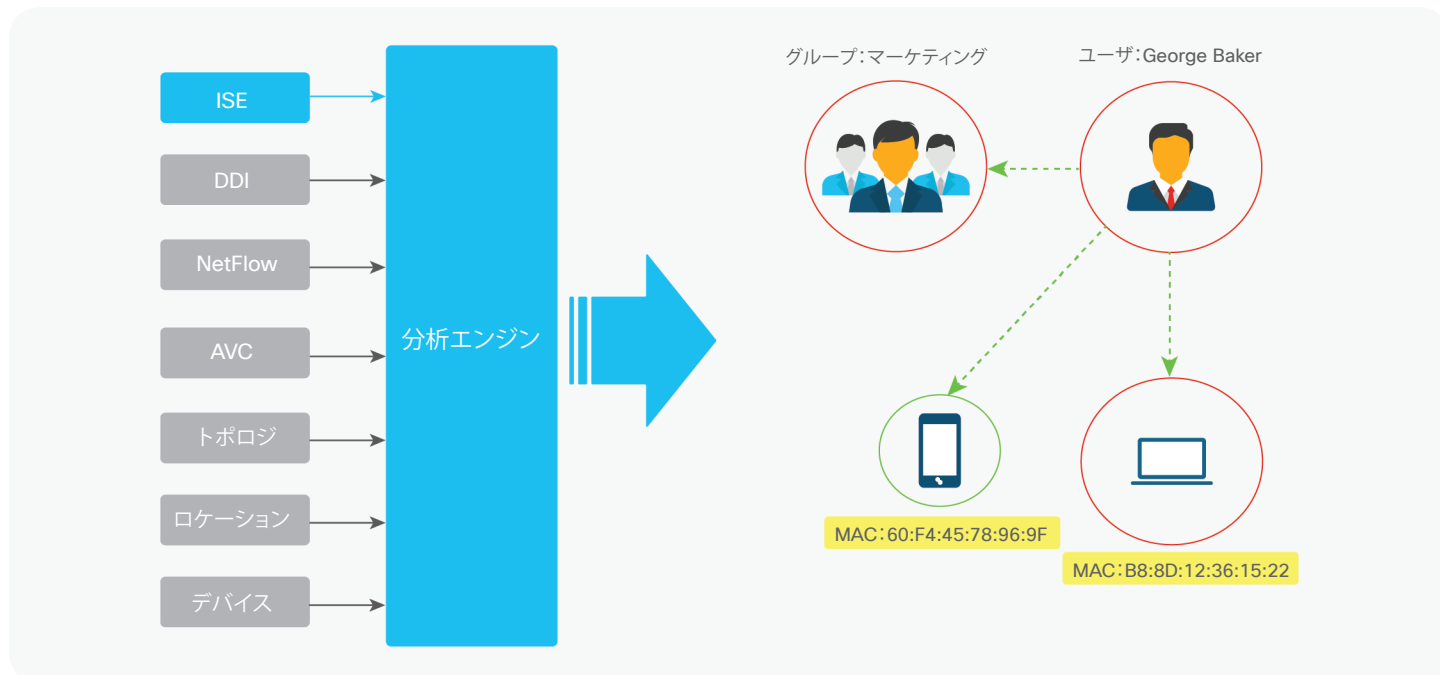 ISE
DDI
NetFlow
AVC
トポロジ
ロケーション
デバイス
分析エンジン
グループ：マーケティング
ユーザ：George Baker
MAC：60:F4:45:78:96:9F
MAC：B8:8D:12:36:15:22